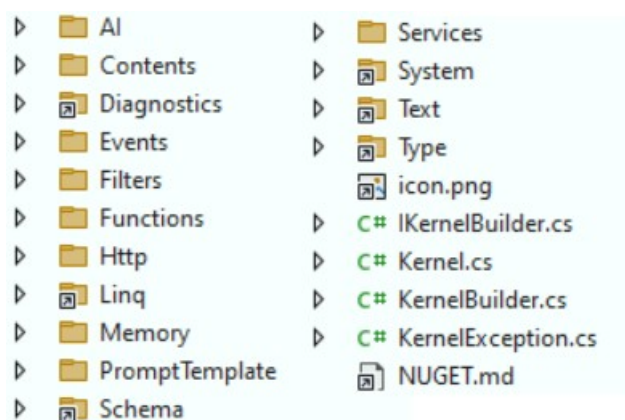 AI
Contents
Diagnostics
Events
Filters
Functions
Http
Linq
Memory
PromptTemplate
Schema
Services
System
Text
Type
icon.png
C# IKernelBuilder.cs
C# Kernel.cs
C# KernelBuilder.cs
C# KernelException.cs
NUGET.md